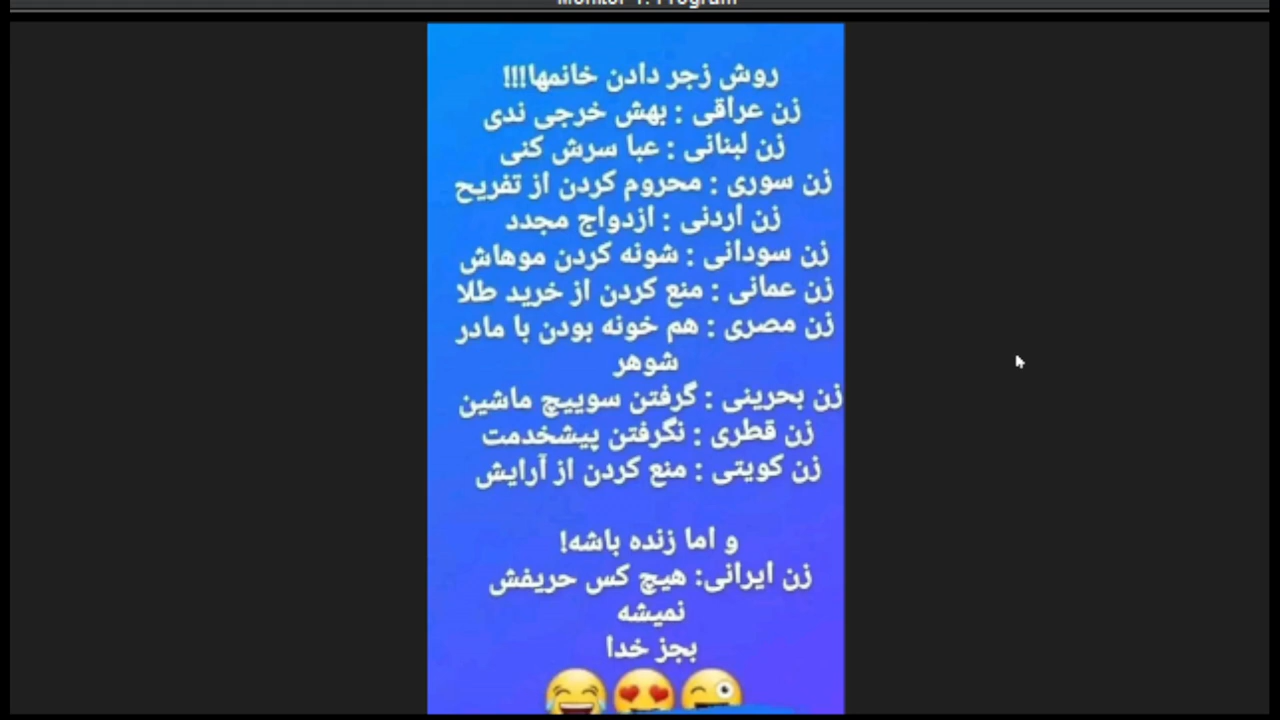 Monitor 1: Program
روش زجر دادن خانمها!!!
زن عراقی : بهش خرجی ندی
زن لبنانی : عبا سرش کنی
زن سوری : محروم کردن از تفریح
زن اردنی : ازدواج مجدد
زن سودانی : شونه کردن موهاش
زن عمانی : منع کردن از خرید طلا
زن مصری : هم خونه بودن با مادر
شوهر
زن بحرینی : گرفتن سوییچ ماشین
زن قطری : نگرفتن پیشخدمت
زن کویتی : منع کردن از آرایش
و اما زنده باشه!
زن ایرانی: هیچ کس حریفش
نمیشه
بجز خدا